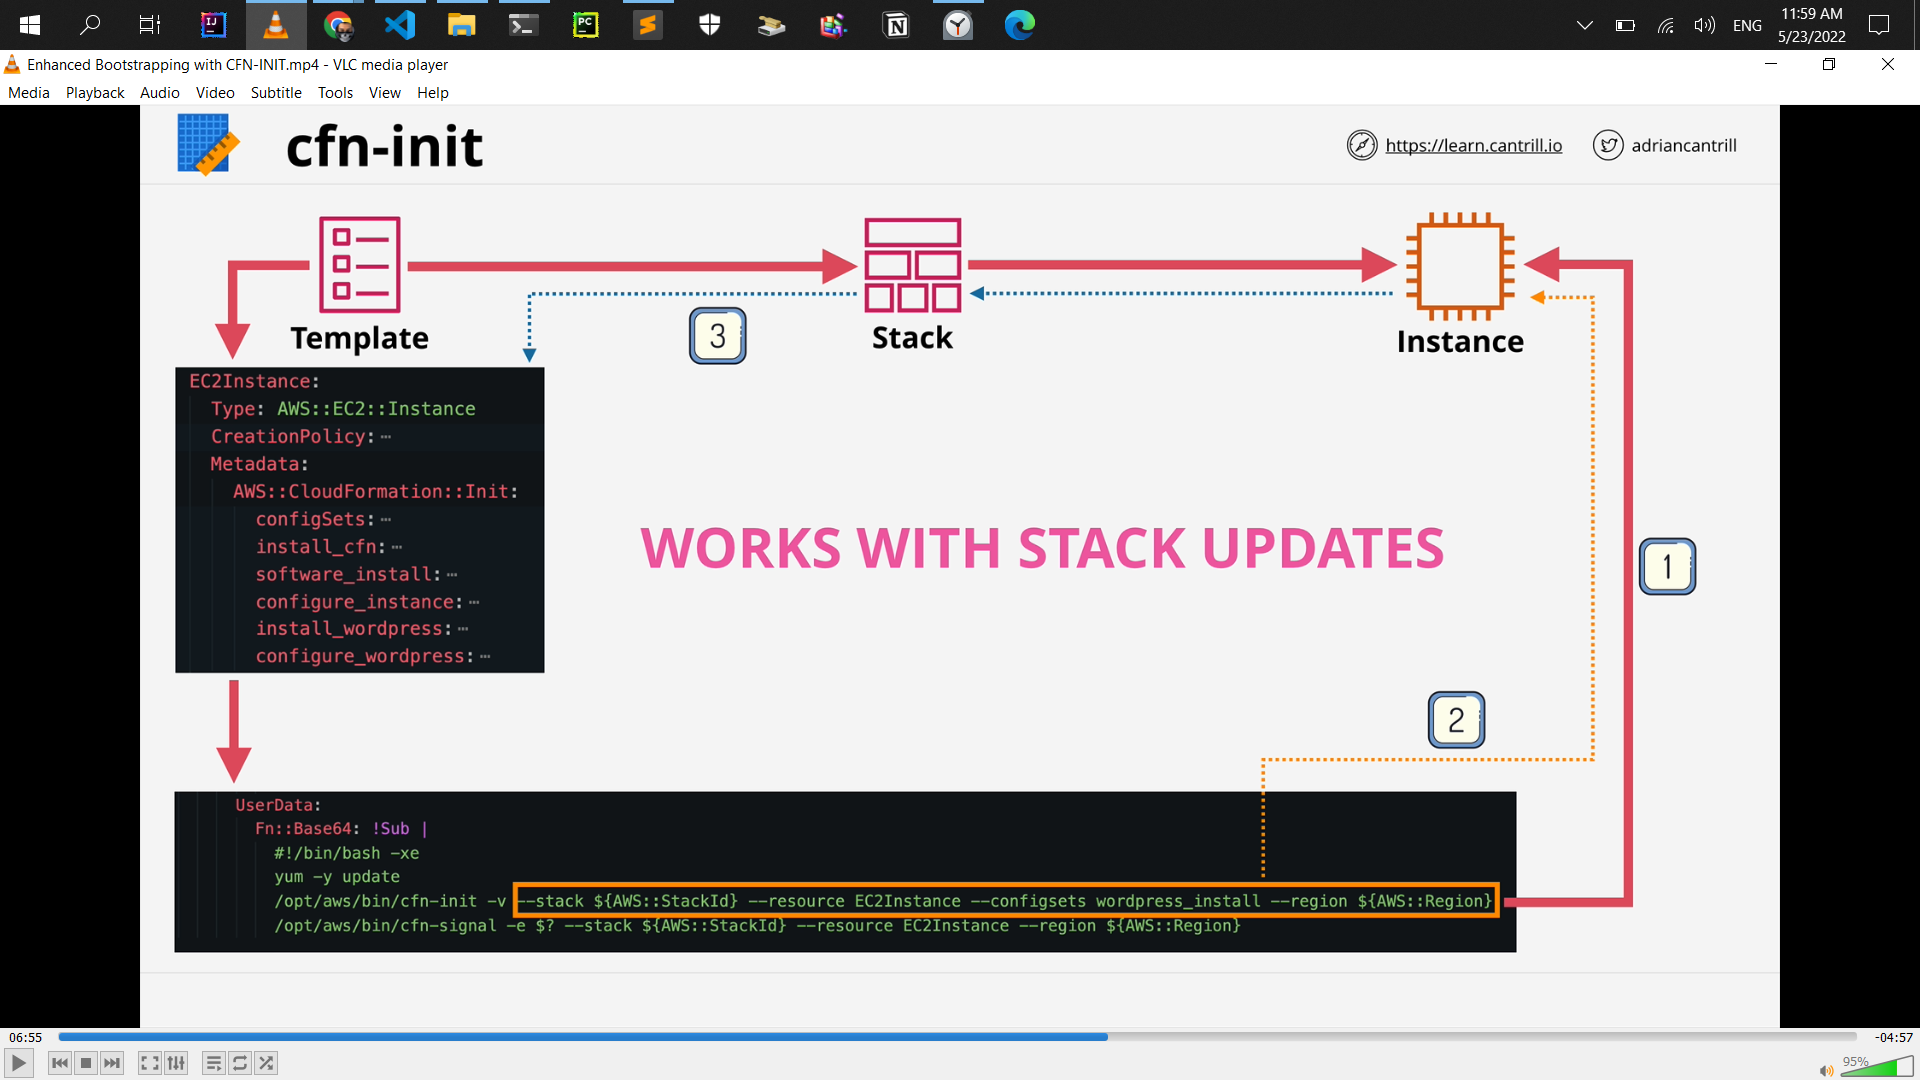 ENG
11:59 AM
5/23/2022
Enhanced Bootstrapping with CFN-INIT.mp4 - VLC media player
Media Playback Audio Video Subtitle Tools View Help
cfn-init
https://learn.cantrill.io
adriancantrill
Template
Stack
Instance
3
EC2Instance:
Type: AWS::EC2::Instance
CreationPolicy: ⋯
Metadata:
AWS::CloudFormation::Init:
configSets: ⋯
install_cfn: ⋯
software_install: ⋯
configure_instance: ⋯
install_wordpress: ⋯
configure_wordpress: ⋯
WORKS WITH STACK UPDATES
1
2
UserData:
Fn::Base64: !Sub |
#!/bin/bash -xe
yum -y update
/opt/aws/bin/cfn-init -v --stack ${AWS::StackId} --resource EC2Instance --configsets wordpress_install --region ${AWS::Region}
/opt/aws/bin/cfn-signal -e $? --stack ${AWS::StackId} --resource EC2Instance --region ${AWS::Region}
06:55
-04:57
95%